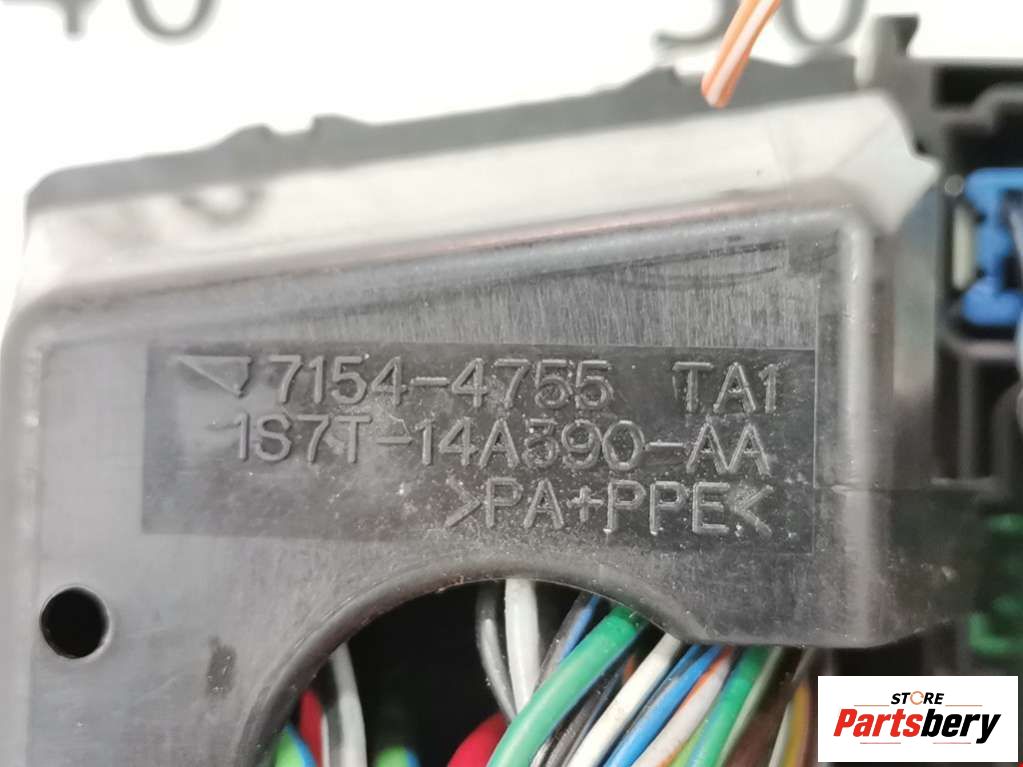 7154-4755 TA1
1S7T-14A390-AA
>PA+PPE<
STORE
Partsbery